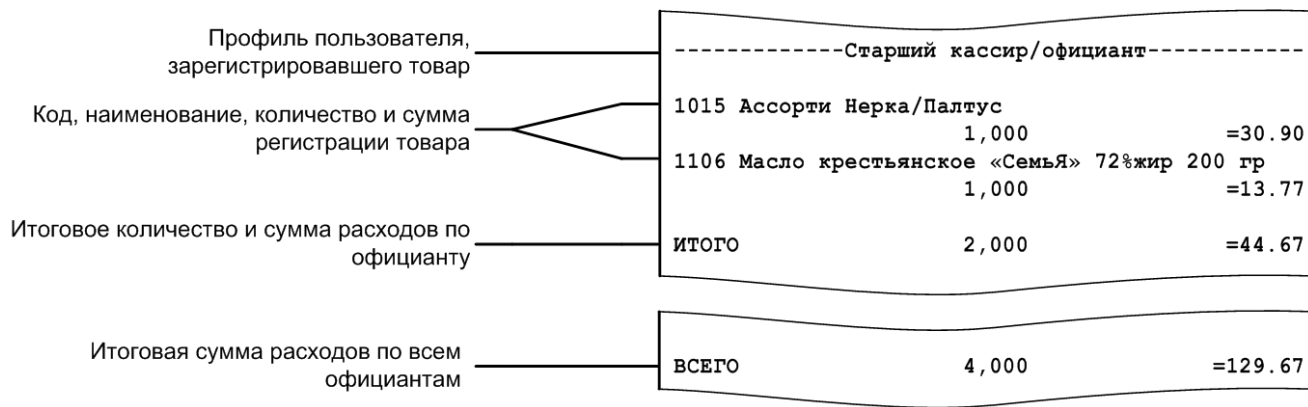 Профиль пользователя,
зарегистрировавшего товар
-------------Старший кассир/официант------------
Код, наименование, количество и сумма
регистрации товара
1015 Ассорти Нерка/Палтус
1,000 =30.90
1106 Масло крестьянское «СемьЯ» 72%жир 200 гр
1,000 =13.77
Итоговое количество и сумма расходов по
официанту
ИТОГО 2,000 =44.67
Итоговая сумма расходов по всем
официантам
ВСЕГО 4,000 =129.67